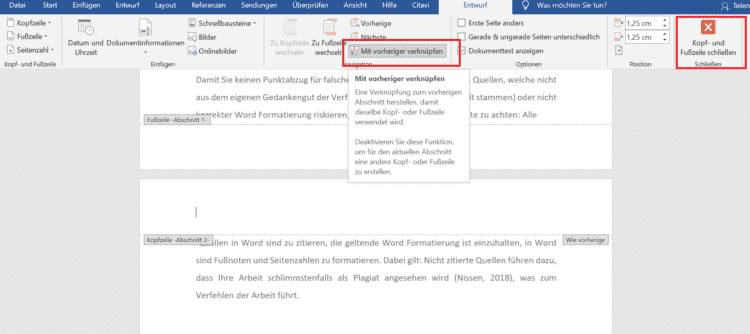 Datei Start Einfügen Entwurf Layout Referenzen Sendungen Überprüfen Ansicht Hilfe Citavi Entwurf Was möchten Sie tun? Teilen
Kopfzeile
Fußzeile
Seitenzahl
Kopf- und Fußzeile
Datum und Uhrzeit
Dokumentinformationen
Schnellbausteine
Bilder
Onlinebilder
Einfügen
Zu Kopfzeile wechseln
Zu Fußzeile wechseln
Vorherige
Nächste
Mit vorheriger verknüpfen
Navigation
Erste Seite anders
Gerade & ungerade Seiten unterschiedlich
Dokumenttext anzeigen
Optionen
1,25 cm
1,25 cm
Position
Kopf- und
Fußzeile schließen
Schließen
Mit vorheriger verknüpfen
Eine Verknüpfung zum vorherigen
Abschnitt herstellen, damit
dieselbe Kopf- oder Fußzeile
verwendet wird.
Deaktivieren Sie diese Funktion,
um für den aktuellen Abschnitt
eine andere Kopf- oder Fußzeile
zu erstellen.
Damit Sie keinen Punktabzug für falsche Quellen, welche nicht
aus dem eigenen Gedankengut der Verf it stammen) oder nicht
korrekter Word Formatierung riskieren, te zu achten: Alle
Fußzeile -Abschnitt 1-
Kopfzeile -Abschnitt 2-
Wie vorherige
Quellen in Word sind zu zitieren, die geltende Word Formatierung ist einzuhalten, in Word
sind Fußnoten und Seitenzahlen zu formatieren. Dabei gilt: Nicht zitierte Quellen führen dazu,
dass Ihre Arbeit schlimmstenfalls als Plagiat angesehen wird (Nissen, 2018), was zum
Verfehlen der Arbeit führt.